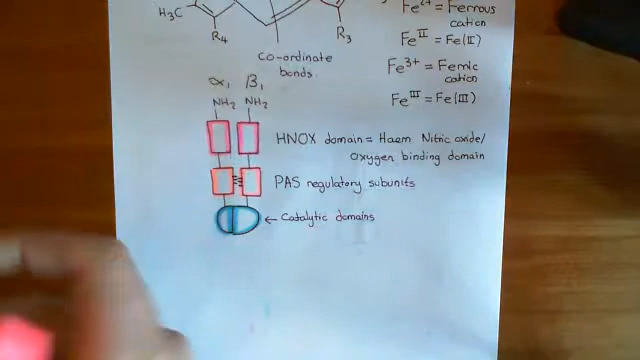 Fe2+ = Ferrous
cation
H3C
R4
R3
FeII = Fe(II)
Co-ordinate
bonds
Fe3+ = Ferric
cation
FeIII = Fe(III)
α1 β1
NH2 NH2
HNOX domain = Haem Nitric oxide/
Oxygen binding domain
PAS regulatory subunits
← Catalytic domains